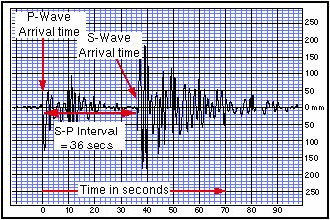 P-Wave
Arrival time
S-Wave
Arrival time
S-P Interval
= 36 secs
Time in seconds
250
200
150
100
50
0 mm
50
100
150
200
250
0 10 20 30 40 50 60 70 80 90